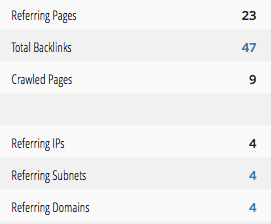 Referring Pages 23
Total Backlinks 47
Crawled Pages 9
Referring IPs 4
Referring Subnets 4
Referring Domains 4